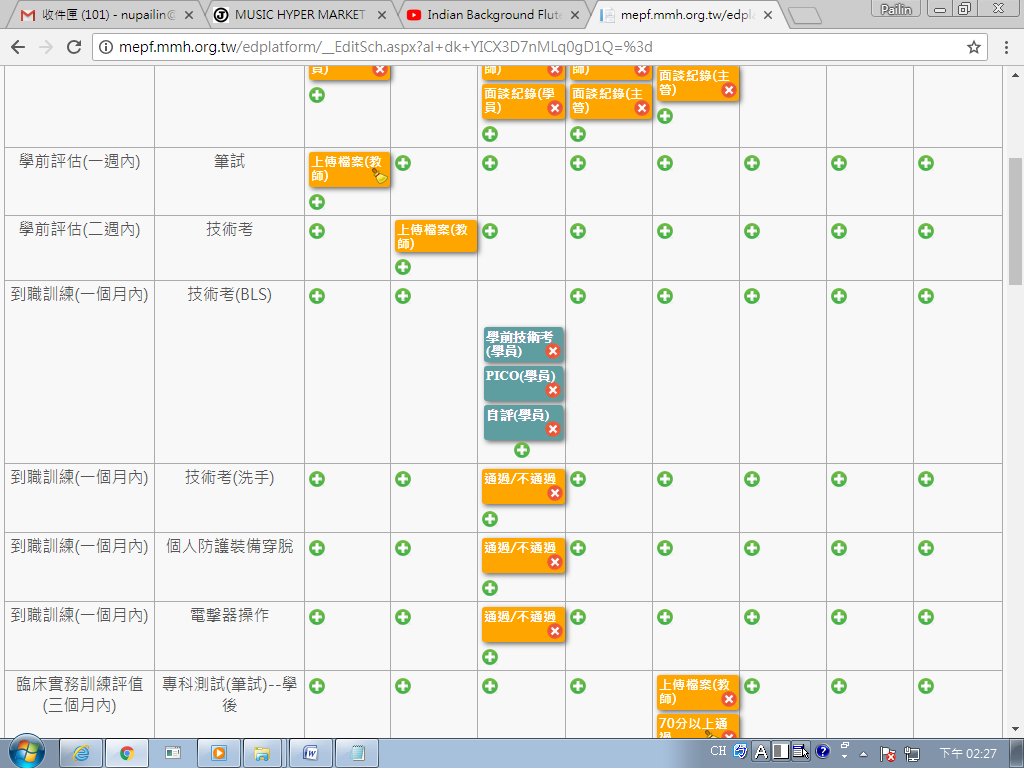 收件匣 (101) - nupailin@
MUSIC HYPER MARKET
Indian Background Flute
mepf.mmh.org.tw/edpla
Pailin
mepf.mmh.org.tw/edplatform/__EditSch.aspx?al+dk+YICX3D7nMLq0gD1Q=%3d
員)
師)
面談紀錄(學
員)
師)
面談紀錄(主
管)
面談紀錄(主
管)
學前評估(一週內)
筆試
上傳檔案(教
師)
學前評估(二週內)
技術考
上傳檔案(教
師)
到職訓練(一個月內)
技術考(BLS)
學前技術考
(學員)
PICO(學員)
自評(學員)
到職訓練(一個月內)
技術考(洗手)
通過/不通過
到職訓練(一個月內)
個人防護裝備穿脫
通過/不通過
到職訓練(一個月內)
電擊器操作
通過/不通過
臨床實務訓練評值
(三個月內)
專科測試(筆試)--學
後
上傳檔案(教
師)
70分以上通
過
CH
A
下午 02:27